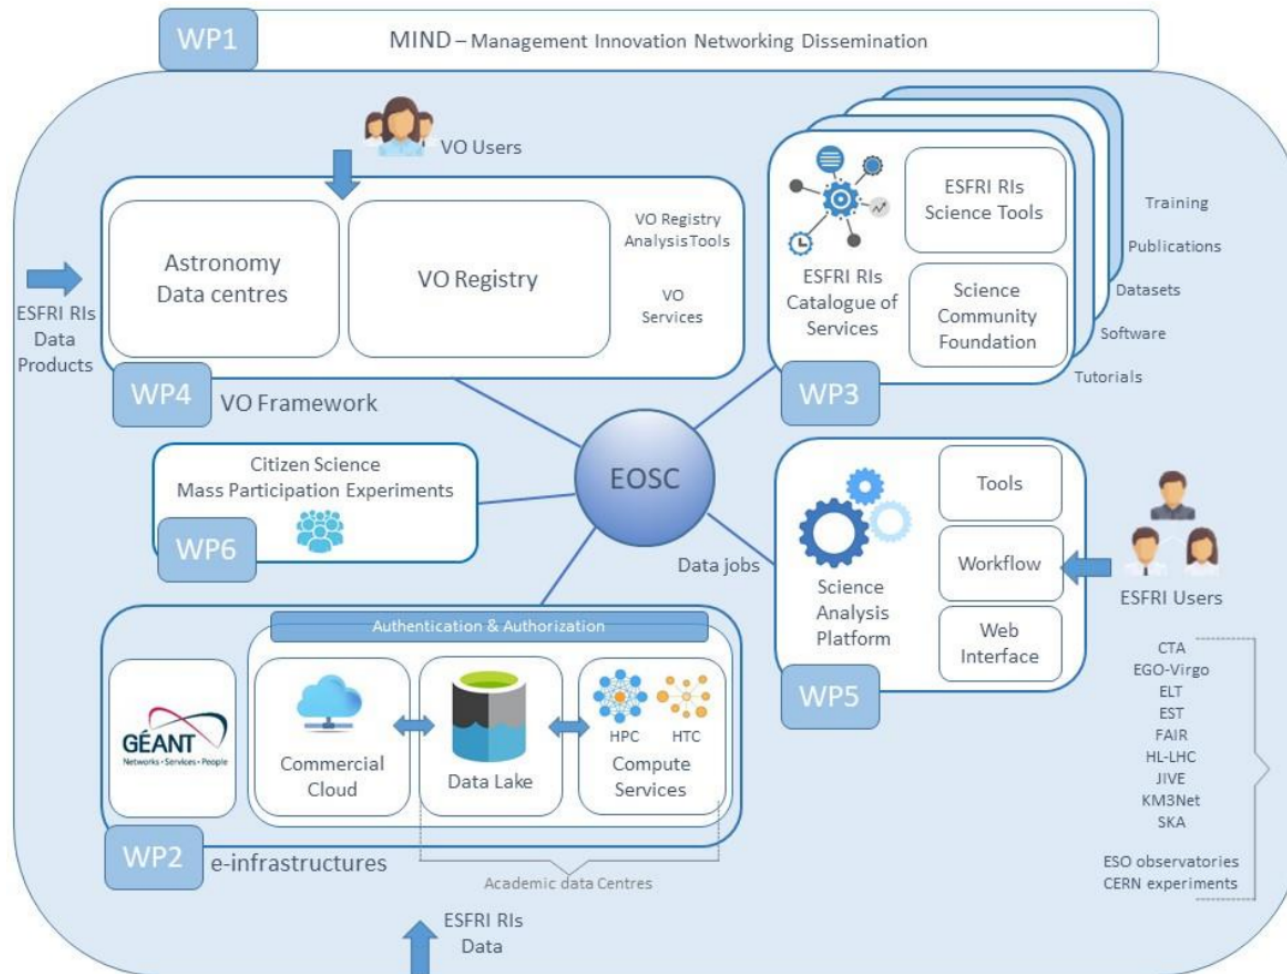 WP1
MIND – Management Innovation Networking Dissemination
VO Users
Astronomy
Data centres
VO Registry
VO Registry
Analysis Tools
VO
Services
ESFRI RIs
Data
Products
WP4
VO Framework
ESFRI RIs
Catalogue of
Services
ESFRI RIs
Science Tools
Science
Community
Foundation
WP3
Training
Publications
Datasets
Software
Tutorials
EOSC
Citizen Science
Mass Participation Experiments
WP6
Data jobs
Science
Analysis
Platform
Tools
Workflow
Web
Interface
WP5
ESFRI Users
CTA
EGO-Virgo
ELT
EST
FAIR
HL-LHC
JIVE
KM3Net
SKA
ESO observatories
CERN experiments
Authentication & Authorization
GÉANT
Networks • Services • People
Commercial
Cloud
Data Lake
HPC
HTC
Compute
Services
WP2
e-infrastructures
Academic data Centres
ESFRI RIs
Data